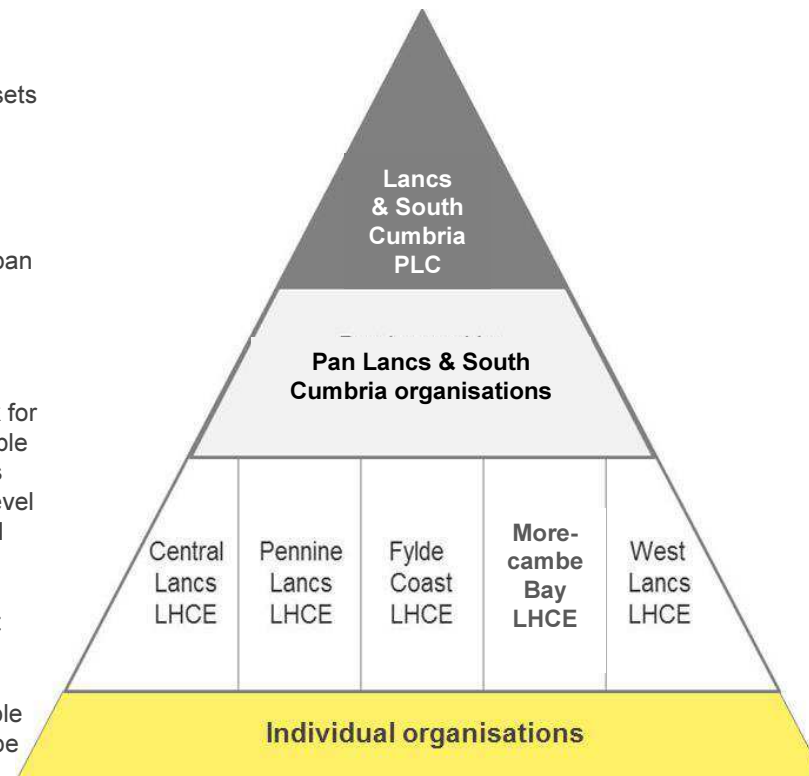 sets
pan
for
ble
s
evel
ble
be
Lancs
& South
Cumbria
PLC
Pan Lancs & South
Cumbria organisations
Central
Lancs
LHCE
Pennine
Lancs
LHCE
Fylde
Coast
LHCE
More-
cambe
Bay
LHCE
West
Lancs
LHCE
Individual organisations